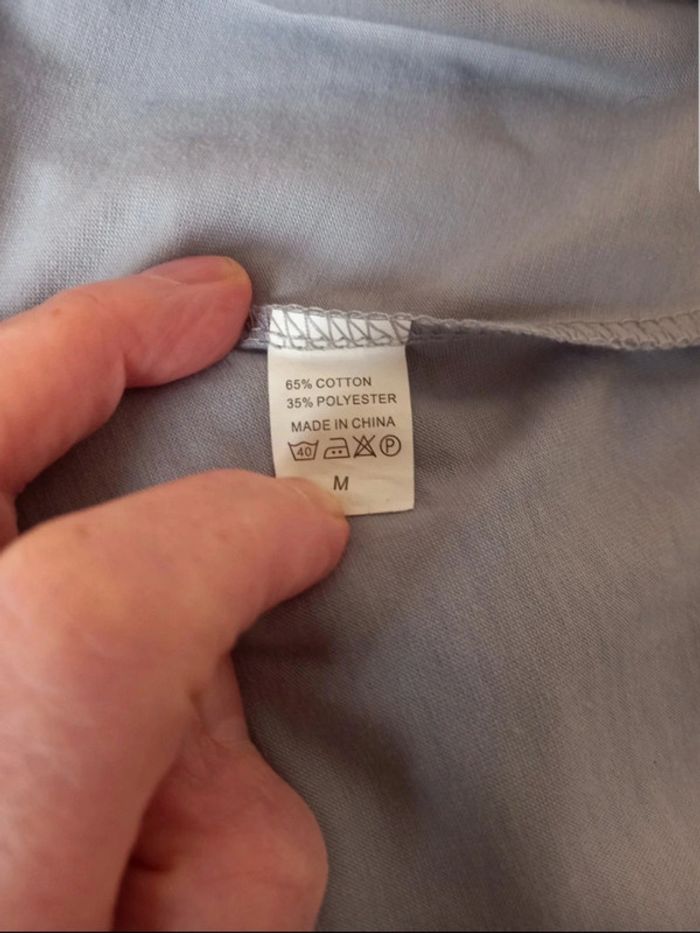 65% COTTON
35% POLYESTER
MADE IN CHINA
40 P
M